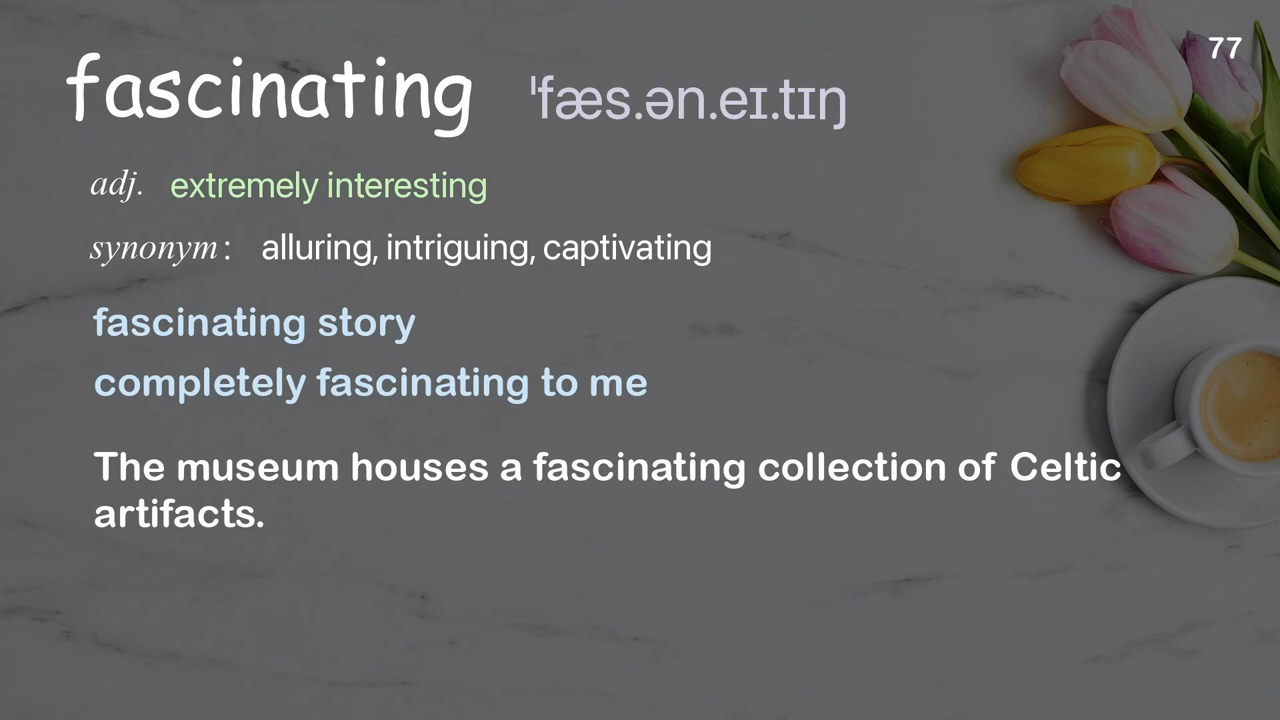 77
fascinating ˈfæs.ən.eɪ.tɪŋ
adj. extremely interesting
synonym: alluring, intriguing, captivating
fascinating story
completely fascinating to me
The museum houses a fascinating collection of Celtic
artifacts.